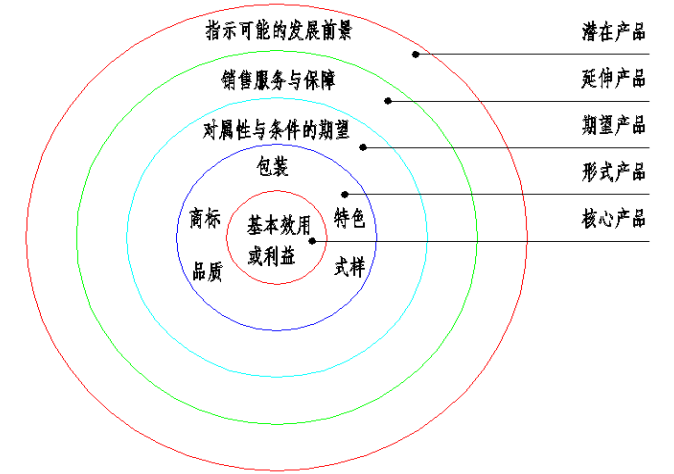 指示可能的发展前景
潜在产品
销售服务与保障
延伸产品
对属性与条件的期望
期望产品
包装
形式产品
商标
特色
核心产品
基本效用
或利益
品质
式样